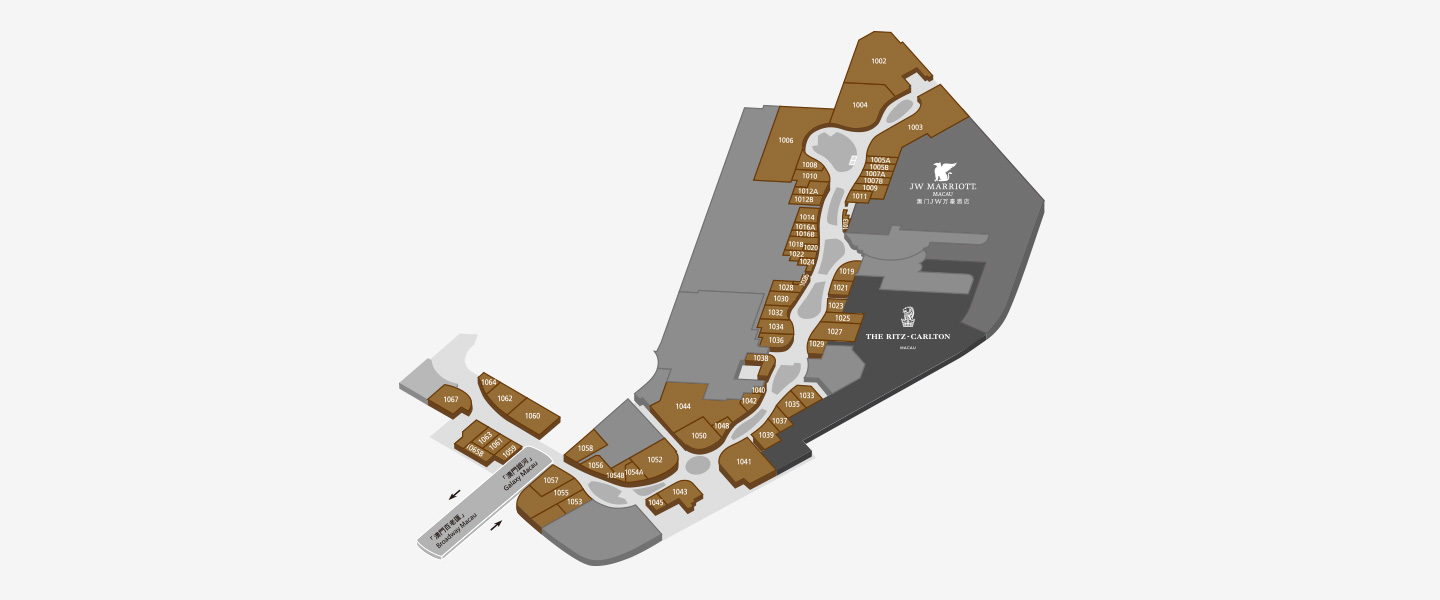 1002
1004
1003
1006
1005A
1005B
1008
1007A
1010
1007B
1009
1012A
1011
1012B
JW MARRIOTT
MACAU
澳门JW万豪酒店
1014
1013
1016A
1016B
1018
1020
1022
1024
1026
1019
1028
1021
1030
1023
1032
1025
1034
1027
1036
1029
THE RITZ-CARLTON
MACAU
1038
1040
1042
1033
1035
1044
1048
1037
1050
1039
1041
1064
1067
1062
1060
1063
1061
1065B
1059
1058
1056
1052
1054A
1054B
1057
1055
1053
1043
1045
「澳門銀河」
Galaxy Macau
「澳門百老匯」
Broadway Macau